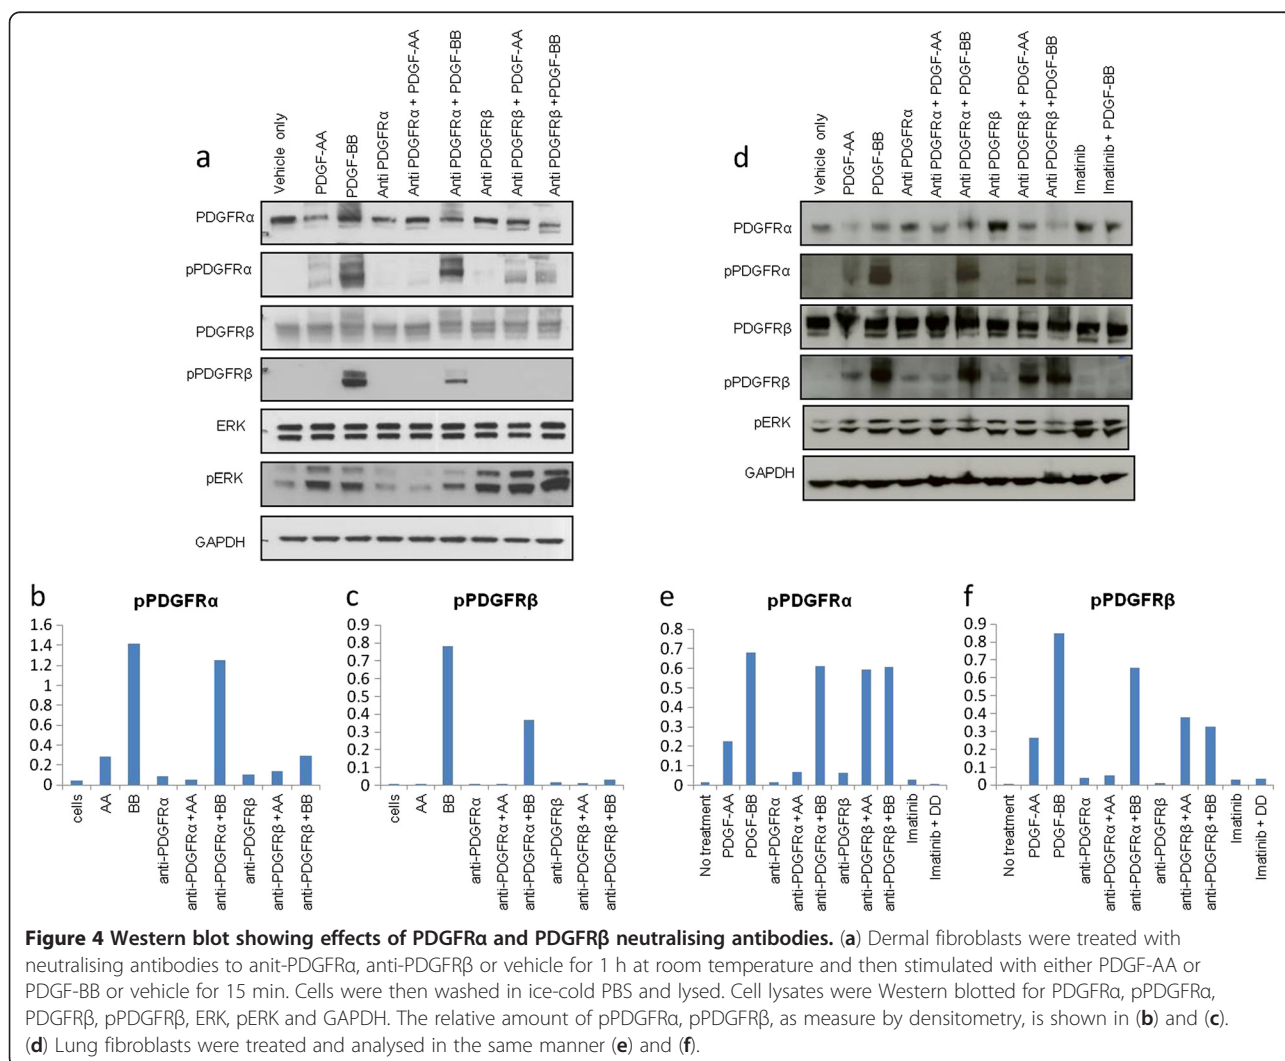 a
Vehicle only
PDGF-AA
PDGF-BB
Anti PDGFRα
Anti PDGFRα + PDGF-AA
Anti PDGFRα + PDGF-BB
Anti PDGFRβ
Anti PDGFRβ + PDGF-AA
Anti PDGFRβ +PDGF-BB
PDGFRα
pPDGFRα
PDGFRβ
pPDGFRβ
ERK
pERK
GAPDH
d
Vehicle only
PDGF-AA
PDGF-BB
Anti PDGFRα
Anti PDGFRα + PDGF-AA
Anti PDGFRα + PDGF-BB
Anti PDGFRβ
Anti PDGFRβ + PDGF-AA
Anti PDGFRβ +PDGF-BB
Imatinib
Imatinib + PDGF-BB
PDGFRα
pPDGFRα
PDGFRβ
pPDGFRβ
pERK
GAPDH
b
pPDGFRα
1.6
1.4
1.2
1
0.8
0.6
0.4
0.2
0
cells
AA
BB
anti-PDGFRα
anti-PDGFRα+AA
anti-PDGFRα+BB
anti-PDGFRβ
anti-PDGFRβ+AA
anti-PDGFRβ+BB
c
pPDGFRβ
0.9
0.8
0.7
0.6
0.5
0.4
0.3
0.2
0.1
0
cells
AA
BB
anti-PDGFRα
anti-PDGFRα+AA
anti-PDGFRα+BB
anti-PDGFRβ
anti-PDGFRβ+AA
anti-PDGFRβ+BB
e
pPDGFRα
0.8
0.7
0.6
0.5
0.4
0.3
0.2
0.1
0
No treatment
PDGF-AA
PDGF-BB
anti-PDGFRα
anti-PDGFRα+AA
anti-PDGFRα+BB
anti-PDGFRβ
anti-PDGFRβ+AA
anti-PDGFRβ+BB
Imatinib
Imatinib + DD
f
pPDGFRβ
0.9
0.8
0.7
0.6
0.5
0.4
0.3
0.2
0.1
0
No treatment
PDGF-AA
PDGF-BB
anti-PDGFRα
anti-PDGFRα+AA
anti-PDGFRα+BB
anti-PDGFRβ
anti-PDGFRβ+AA
anti-PDGFRβ+BB
Imatinib
Imatinib + DD
Figure 4 Western blot showing effects of PDGFRα and PDGFRβ neutralising antibodies. (a) Dermal fibroblasts were treated with
neutralising antibodies to anit-PDGFRα, anti-PDGFRβ or vehicle for 1 h at room temperature and then stimulated with either PDGF-AA or
PDGF-BB or vehicle for 15 min. Cells were then washed in ice-cold PBS and lysed. Cell lysates were Western blotted for PDGFRα, pPDGFRα,
PDGFRβ, pPDGFRβ, ERK, pERK and GAPDH. The relative amount of pPDGFRα, pPDGFRβ, as measure by densitometry, is shown in (b) and (c).
(d) Lung fibroblasts were treated and analysed in the same manner (e) and (f).